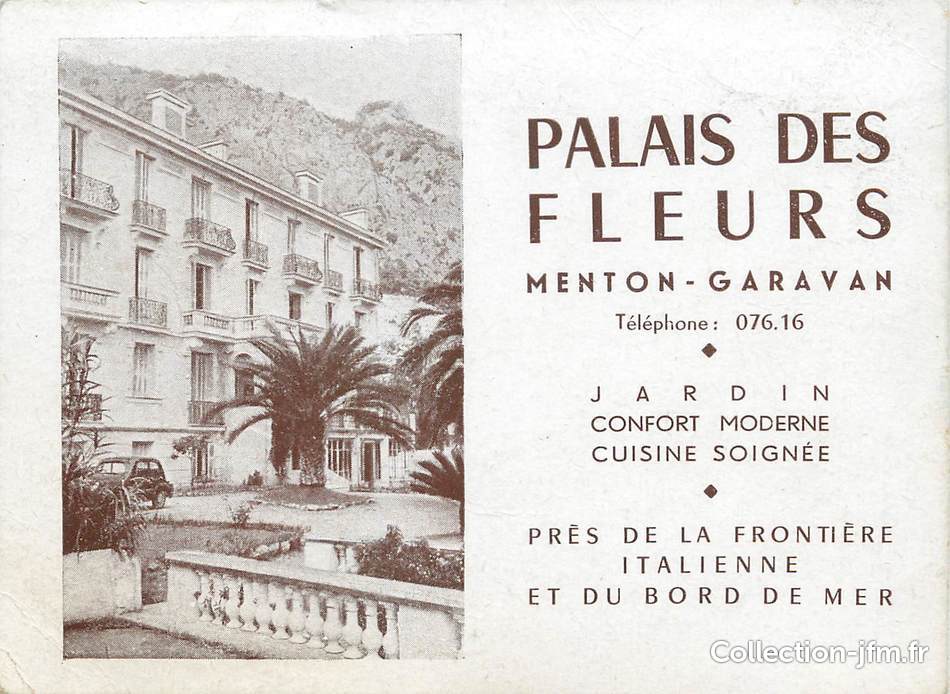 PALAIS DES
FLEURS
MENTON-GARAVAN
Téléphone: 076.16
JARDIN
CONFORT MODERNE
CUISINE SOIGNÉE
PRÈS DE LA FRONTIÈRE
ITALIENNE
ET DU BORD DE MER
Collection-jfm.fr